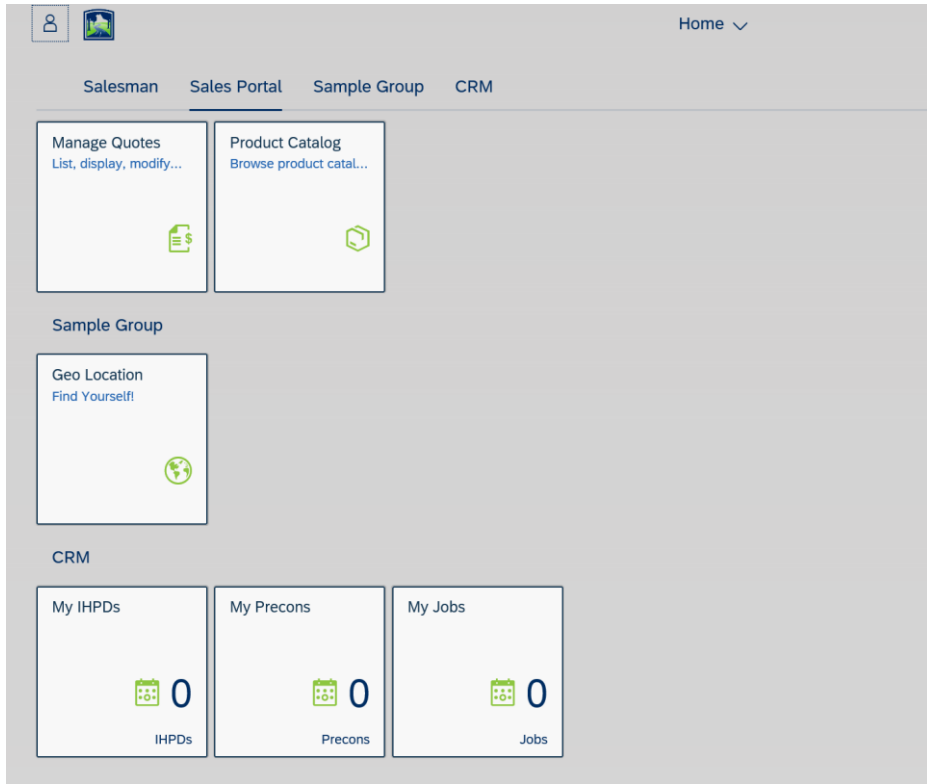 Home
Salesman Sales Portal Sample Group CRM
Manage Quotes
List, display, modify...
Product Catalog
Browse product catal...
Sample Group
Geo Location
Find Yourself!
CRM
My IHPDs
0
IHPDs
My Precons
0
Precons
My Jobs
0
Jobs